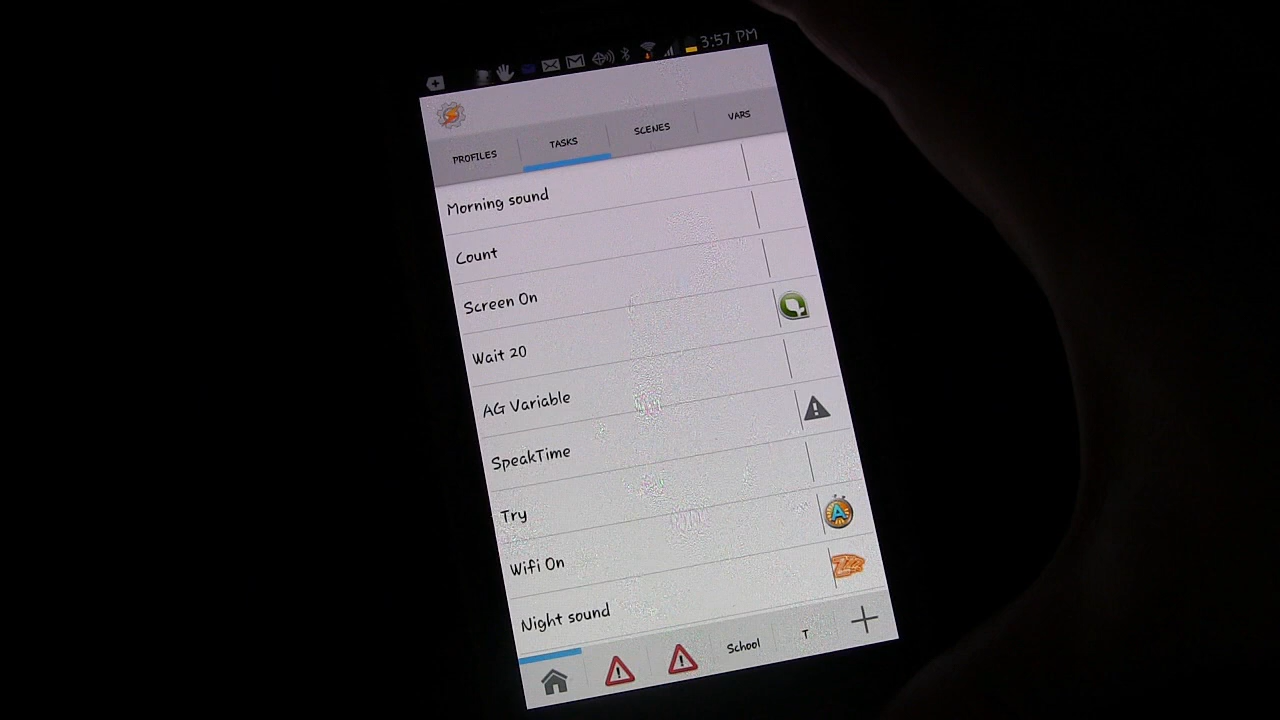 3:57 PM
PROFILES TASKS SCENES VARS
Morning sound
Count
Screen On
Wait 20
AG Variable
SpeakTime
Try
Wifi On
Night sound
School T